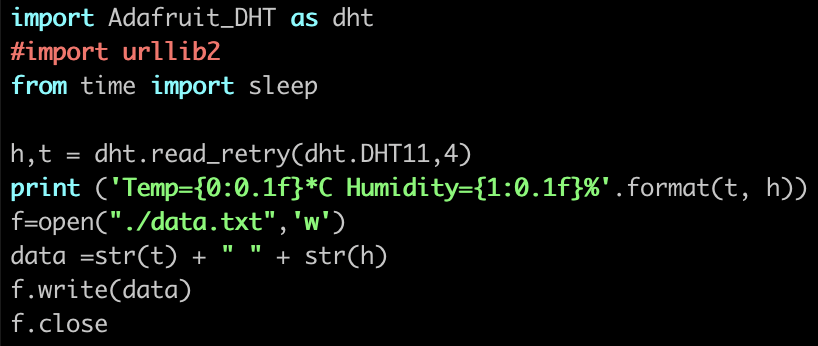 import Adafruit_DHT as dht
#import urllib2
from time import sleep
h,t = dht.read_retry(dht.DHT11,4)
print ('Temp={0:0.1f}*C Humidity={1:0.1f}%'.format(t, h))
f=open("./data.txt",'w')
data =str(t) + " " + str(h)
f.write(data)
f.close